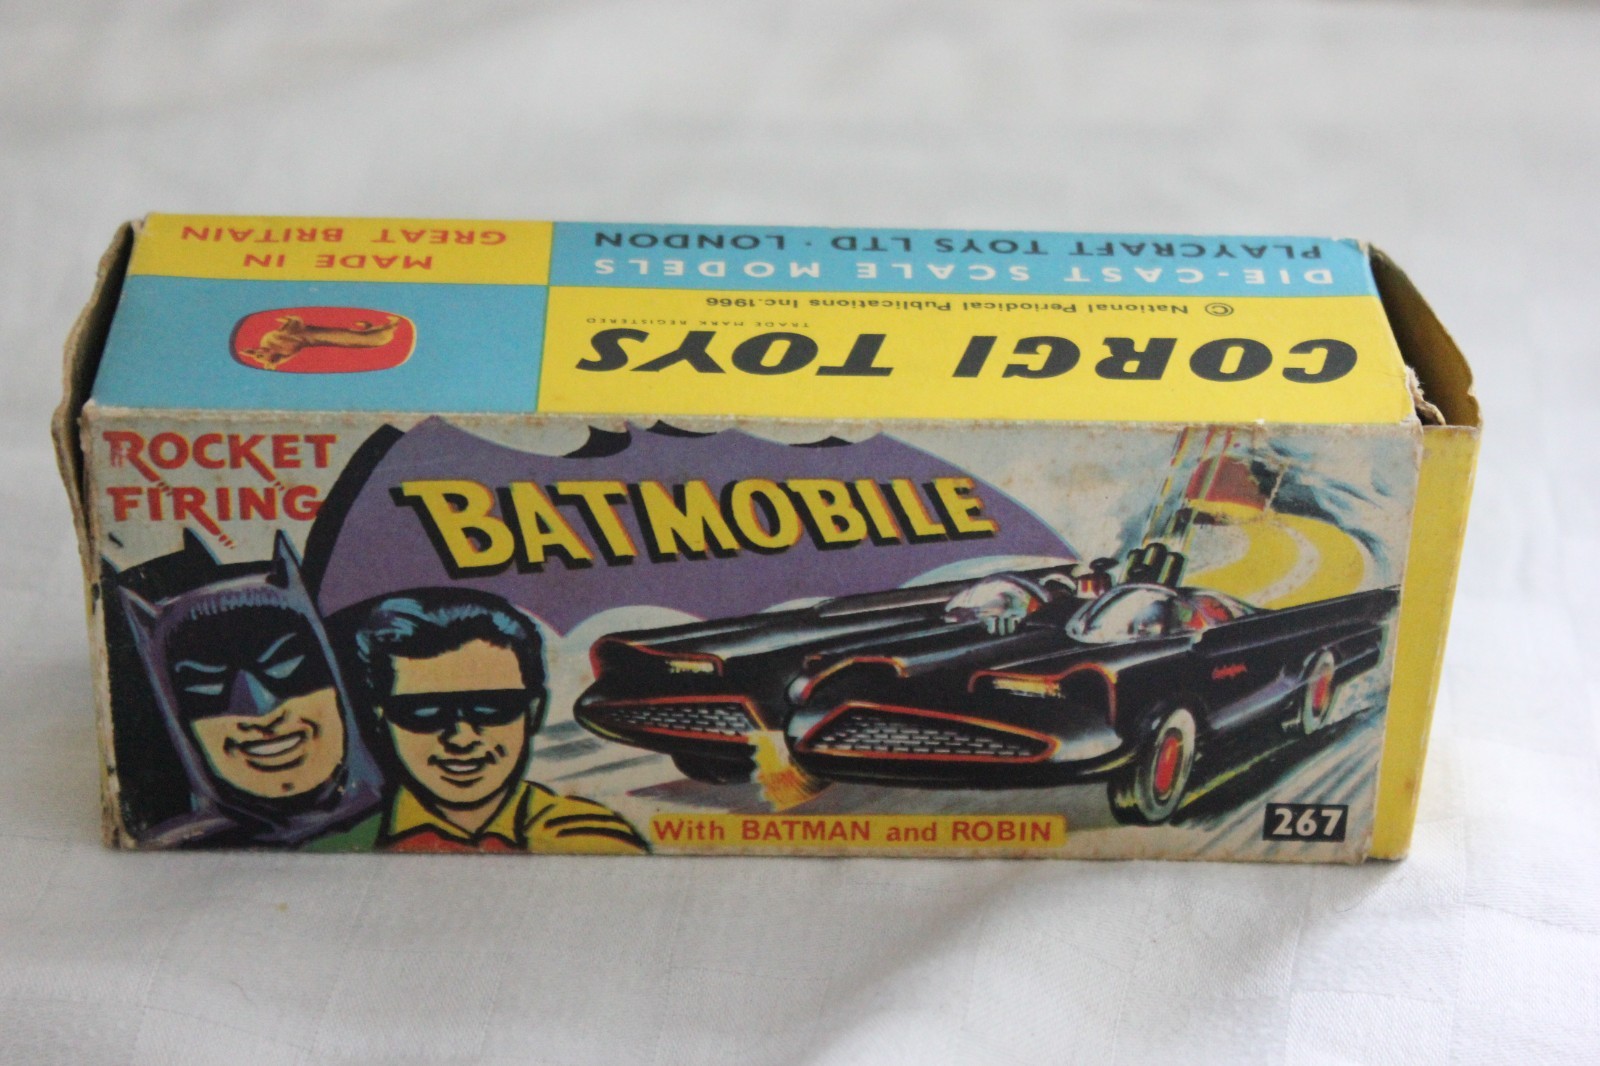 ROCKET
FIRING
BATMOBILE
With BATMAN and ROBIN
267
CORGI TOYS
TRADE MARK REGISTERED
© National Periodical Publications Inc. 1966
DIE-CAST SCALE MODELS
PLAYCRAFT TOYS LTD · LONDON
MADE IN
GREAT BRITAIN